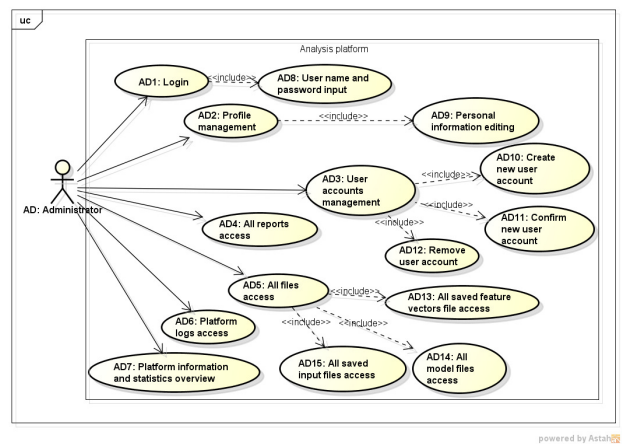 uc
Analysis platform
AD1: Login
<<include>>
AD8: User name and
password input
AD2: Profile
management
<<include>>
AD9: Personal
information editing
AD: Administrator
AD3: User
accounts
management
<<include>>
AD10: Create
new user
account
<<include>>
AD11: Confirm
new user
account
<<include>>
AD12: Remove
user account
AD4: All reports
access
AD5: All files
access
<<include>>
AD13: All saved feature
vectors file access
<<include>>
<<include>>
AD6: Platform
logs access
AD7: Platform information
and statistics overview
AD15: All saved
input files access
AD14: All
model files
access
powered by Astah